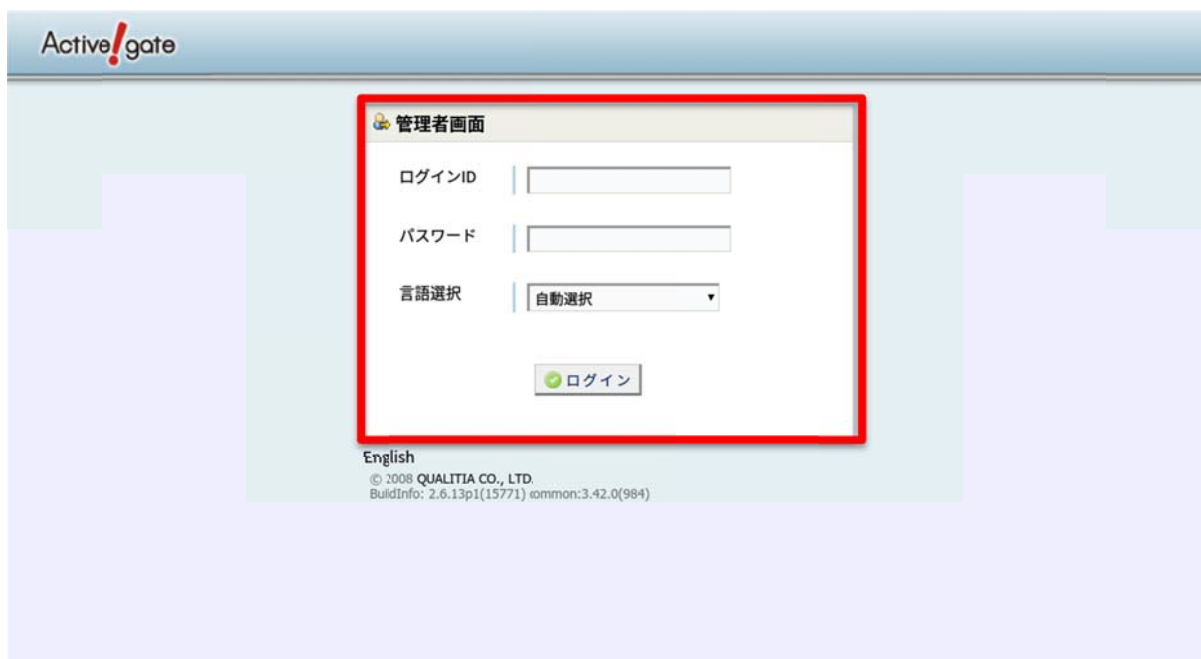 Active! gate
管理者画面
ログインID
パスワード
言語選択
自動選択
ログイン
English
© 2008 QUALITIA CO., LTD.
BuildInfo: 2.6.13p1(15771) common:3.42.0(984)